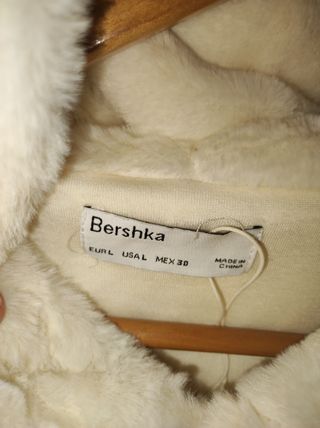 Bershka
EUR L USA L MEX 30 MADE IN
CHINA